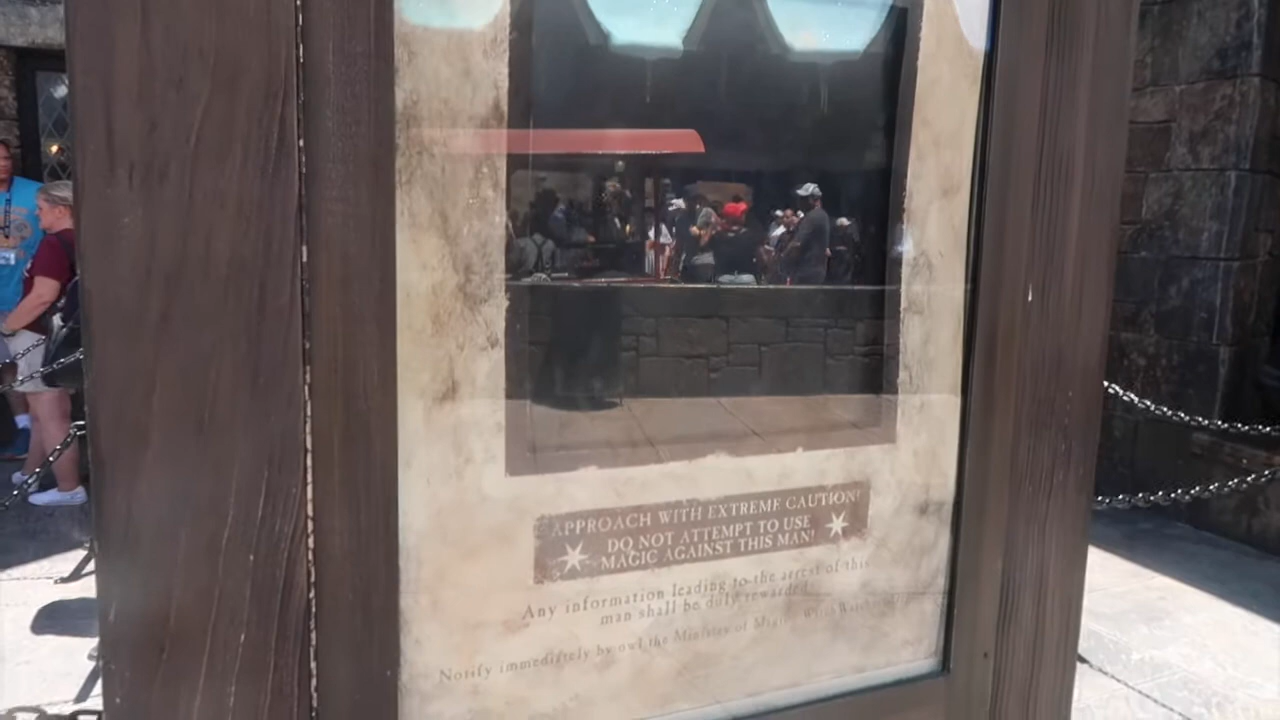 APPROACH WITH EXTREME CAUTION!
DO NOT ATTEMPT TO USE
MAGIC AGAINST THIS MAN!
Any information leading to the arrest of this
man shall be duly rewarded
Notify immediately by owl the Ministry of Magic